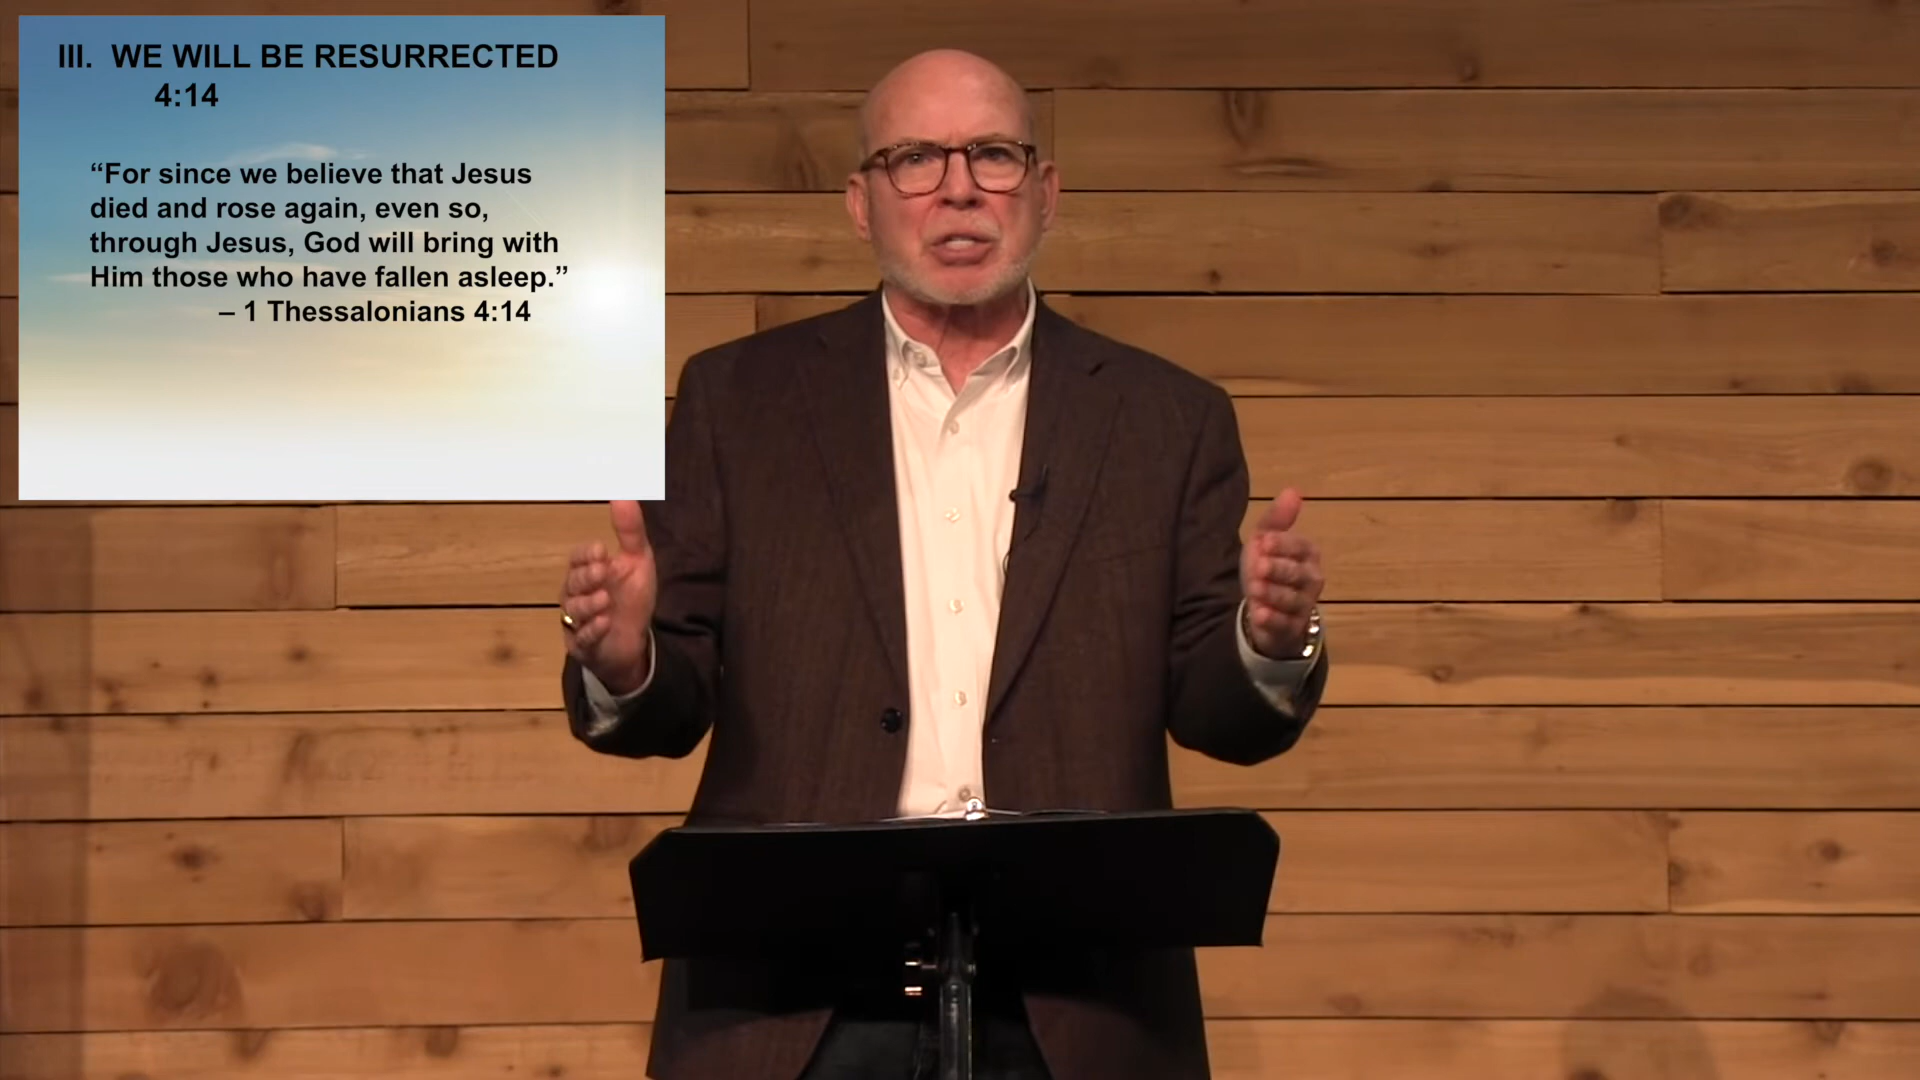 III. WE WILL BE RESURRECTED
4:14
“For since we believe that Jesus
died and rose again, even so,
through Jesus, God will bring with
Him those who have fallen asleep.”
– 1 Thessalonians 4:14